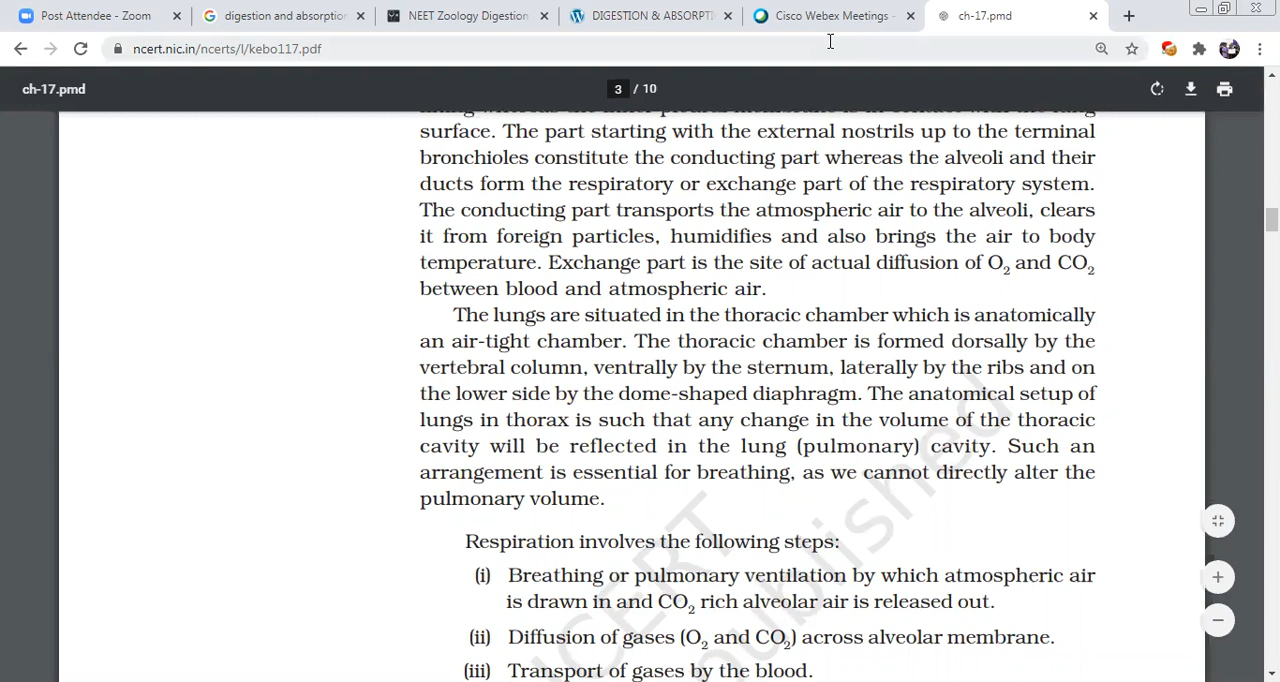 Post Attendee - Zoom
digestion and absorption
NEET Zoology Digestion
DIGESTION & ABSORPT
Cisco Webex Meetings -
ch-17.pmd
ncert.nic.in/ncerts/l/kebo117.pdf
ch-17.pmd
3 / 10
surface. The part starting with the external nostrils up to the terminal
bronchioles constitute the conducting part whereas the alveoli and their
ducts form the respiratory or exchange part of the respiratory system.
The conducting part transports the atmospheric air to the alveoli, clears
it from foreign particles, humidifies and also brings the air to body
temperature. Exchange part is the site of actual diffusion of O₂ and CO₂
between blood and atmospheric air.
The lungs are situated in the thoracic chamber which is anatomically
an air-tight chamber. The thoracic chamber is formed dorsally by the
vertebral column, ventrally by the sternum, laterally by the ribs and on
the lower side by the dome-shaped diaphragm. The anatomical setup of
lungs in thorax is such that any change in the volume of the thoracic
cavity will be reflected in the lung (pulmonary) cavity. Such an
arrangement is essential for breathing, as we cannot directly alter the
pulmonary volume.
Respiration involves the following steps:
(i) Breathing or pulmonary ventilation by which atmospheric air
is drawn in and CO₂ rich alveolar air is released out.
(ii) Diffusion of gases (O₂ and CO₂) across alveolar membrane.
(iii) Transport of gases by the blood.
NCERT
published